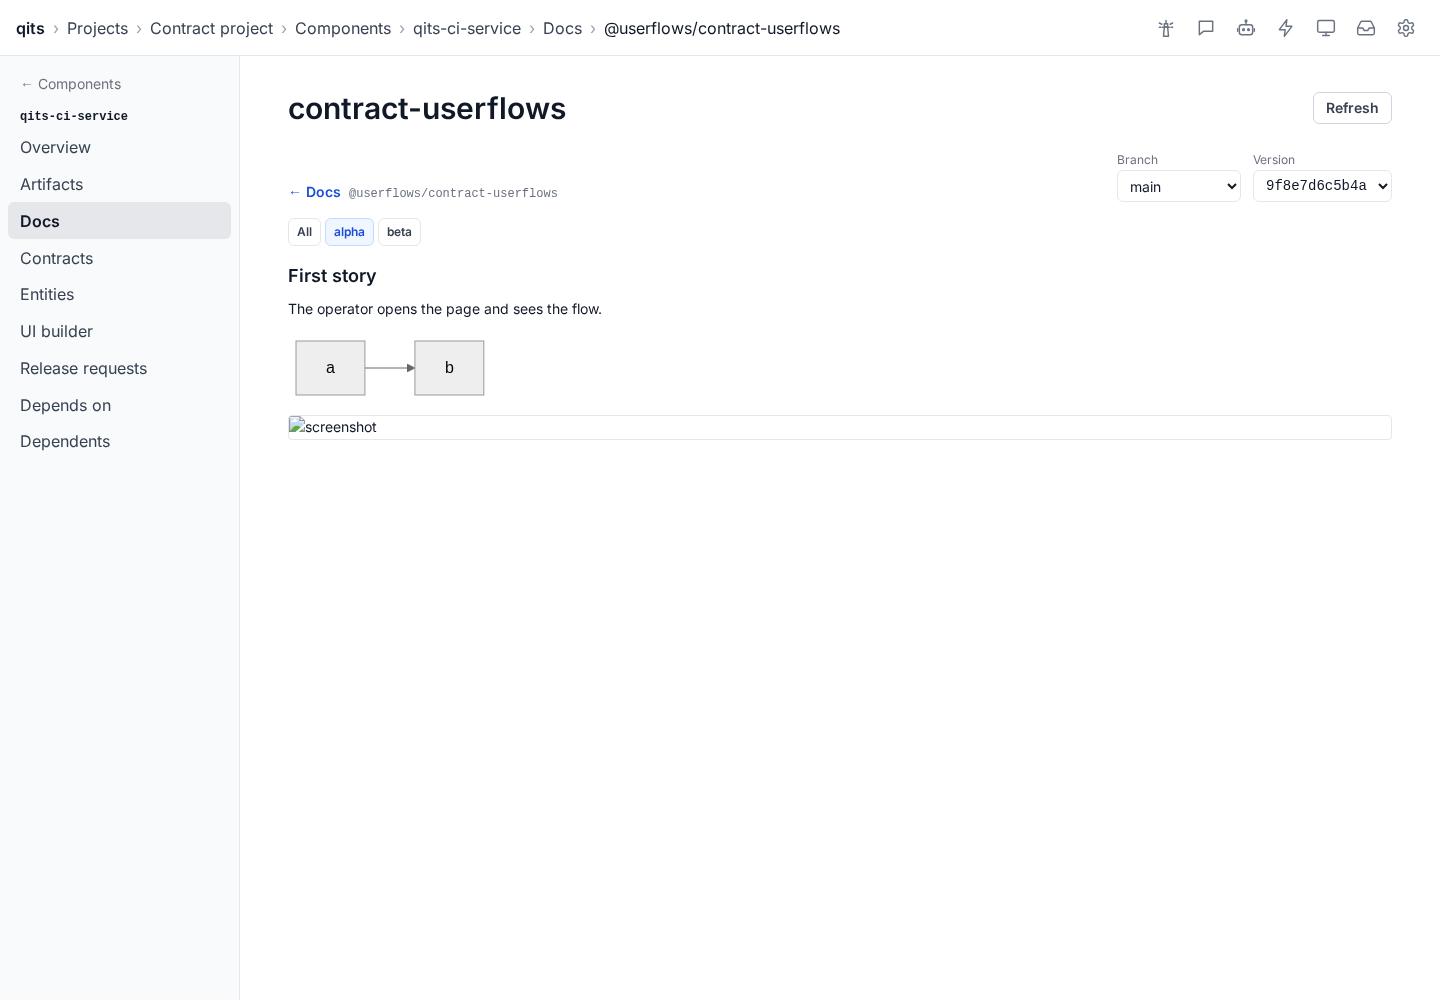 qits › Projects › Contract project › Components › qits-ci-service › Docs › @userflows/contract-userflows
← Components
qits-ci-service
Overview
Artifacts
Docs
Contracts
Entities
UI builder
Release requests
Depends on
Dependents
contract-userflows
Refresh
Branch
Version
← Docs @userflows/contract-userflows
main
9f8e7d6c5b4a
All alpha beta
First story
The operator opens the page and sees the flow.
a b
screenshot